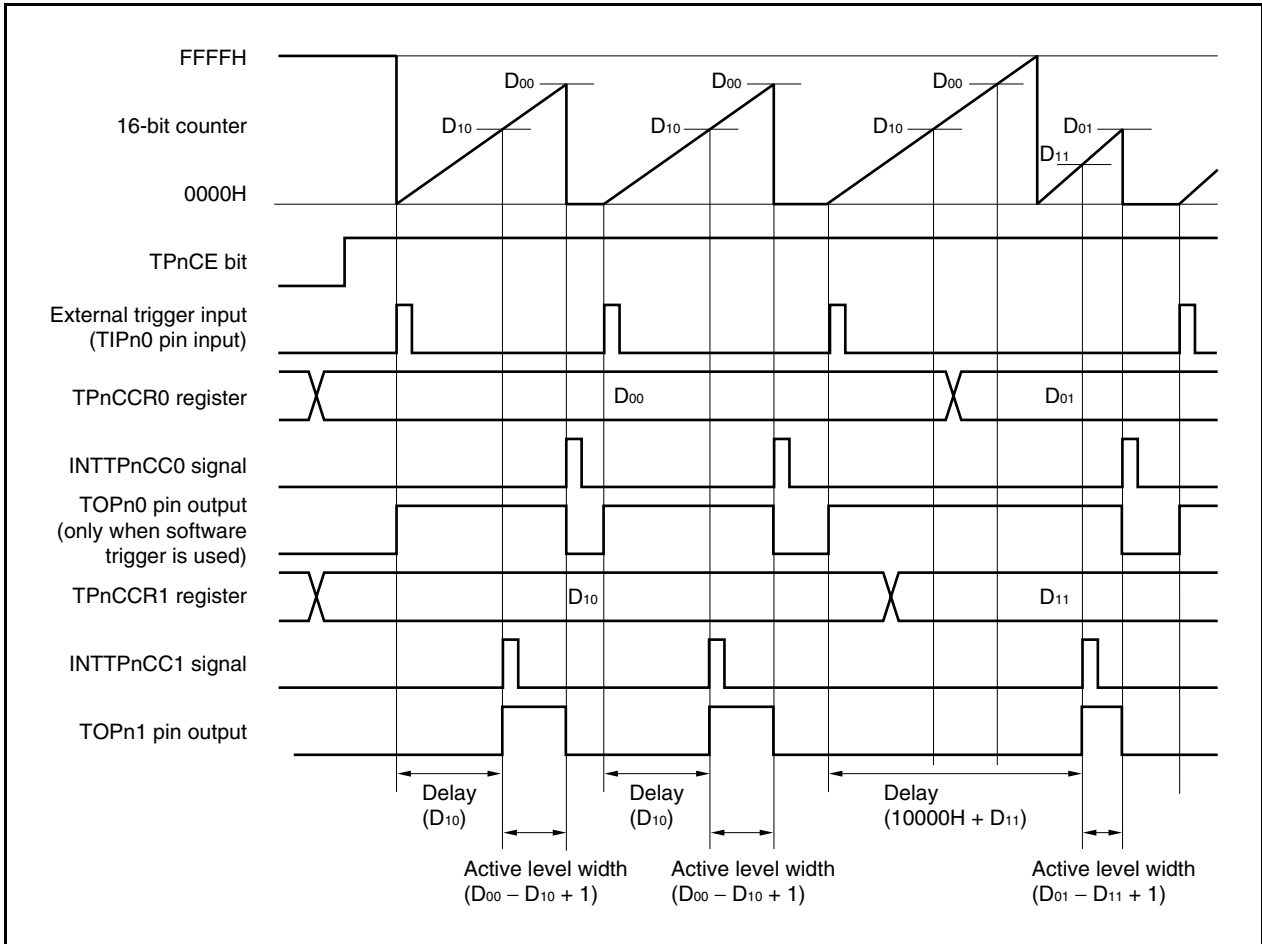 FFFFH
16-bit counter
0000H
D00
D10
D00
D10
D00
D10
D01
D11
TPnCE bit
External trigger input
(TIPn0 pin input)
TPnCCR0 register
D00
D01
INTTPnCC0 signal
TOPn0 pin output
(only when software
trigger is used)
TPnCCR1 register
D10
D11
INTTPnCC1 signal
TOPn1 pin output
Delay
(D10)
Delay
(D10)
Delay
(10000H + D11)
Active level width
(D00 − D10 + 1)
Active level width
(D00 − D10 + 1)
Active level width
(D01 − D11 + 1)